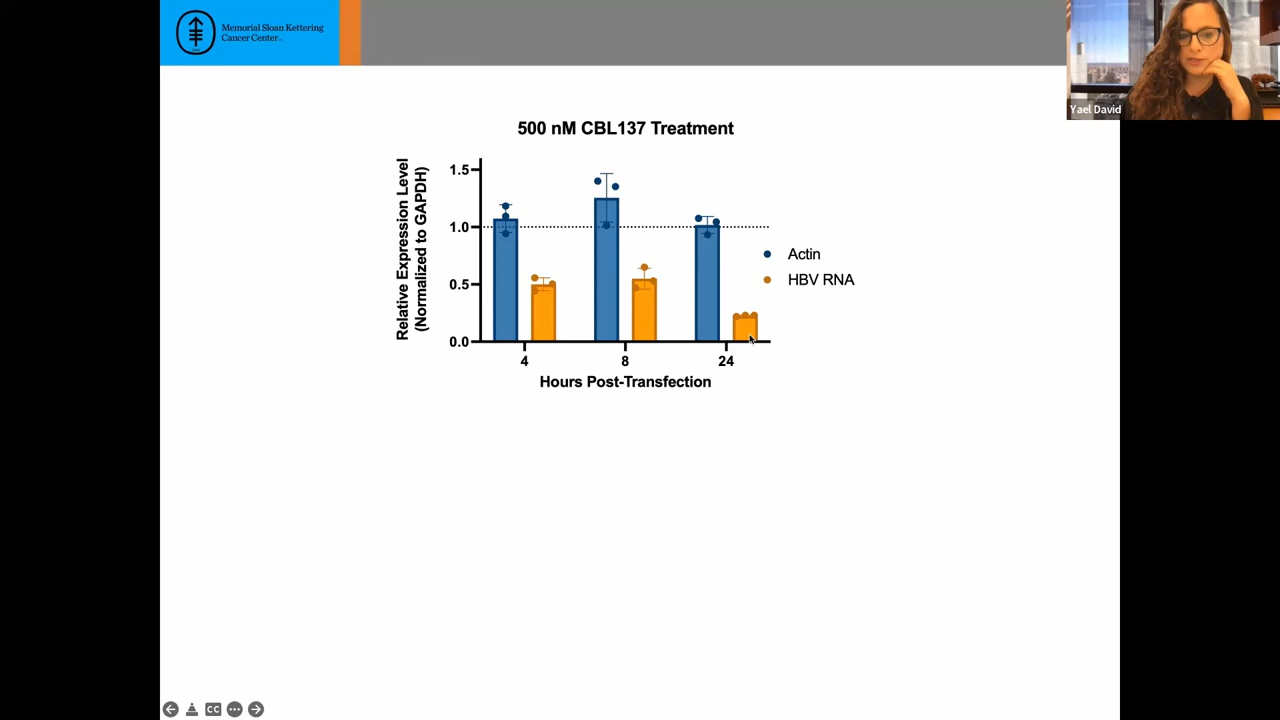 Memorial Sloan Kettering
Cancer Center
Yael David
500 nM CBL137 Treatment
Relative Expression Level
(Normalized to GAPDH)
1.5
1.0
0.5
0.0
4 8 24
Hours Post-Transfection
Actin
HBV RNA
CC